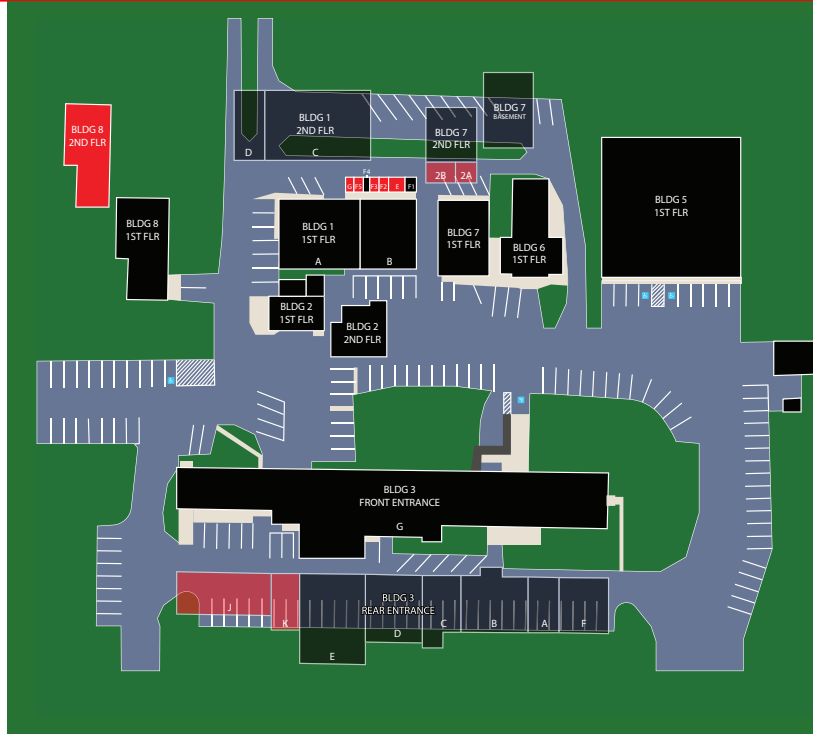 BLDG 1
2ND FLR
D
C
BLDG 7
BASEMENT
BLDG 7
2ND FLR
2B
2A
BLDG 8
2ND FLR
F4
G
F5
F3
F2
E
F1
BLDG 5
1ST FLR
BLDG 8
1ST FLR
BLDG 1
1ST FLR
A
B
BLDG 7
1ST FLR
BLDG 6
1ST FLR
BLDG 2
1ST FLR
BLDG 2
2ND FLR
BLDG 3
FRONT ENTRANCE
G
BLDG 3
REAR ENTRANCE
J
K
E
D
C
B
A
F